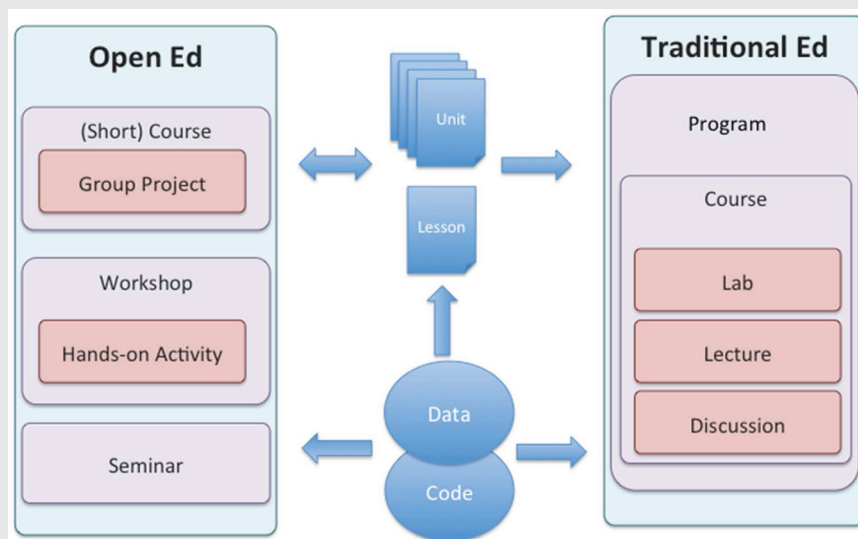 Open Ed
(Short) Course
Group Project
Workshop
Hands-on Activity
Seminar
Unit
Lesson
Data
Code
Traditional Ed
Program
Course
Lab
Lecture
Discussion